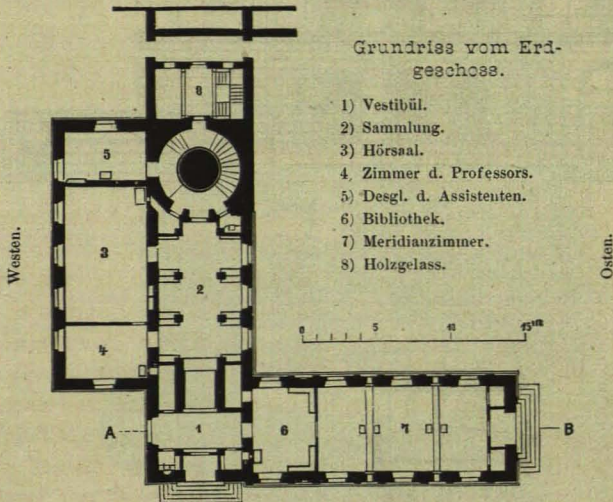 Grundriss vom Erd-
geschoss.
1) Vestibül.
2) Sammlung.
3) Hörsaal.
4, Zimmer d. Professors.
5) Desgl. d. Assistenten.
6) Bibliothek.
7) Meridianzimmer.
8) Holzgelass.
Westen.
Osten.
0 5 10 15m
8
5
3
2
4
A
1
6
7
B